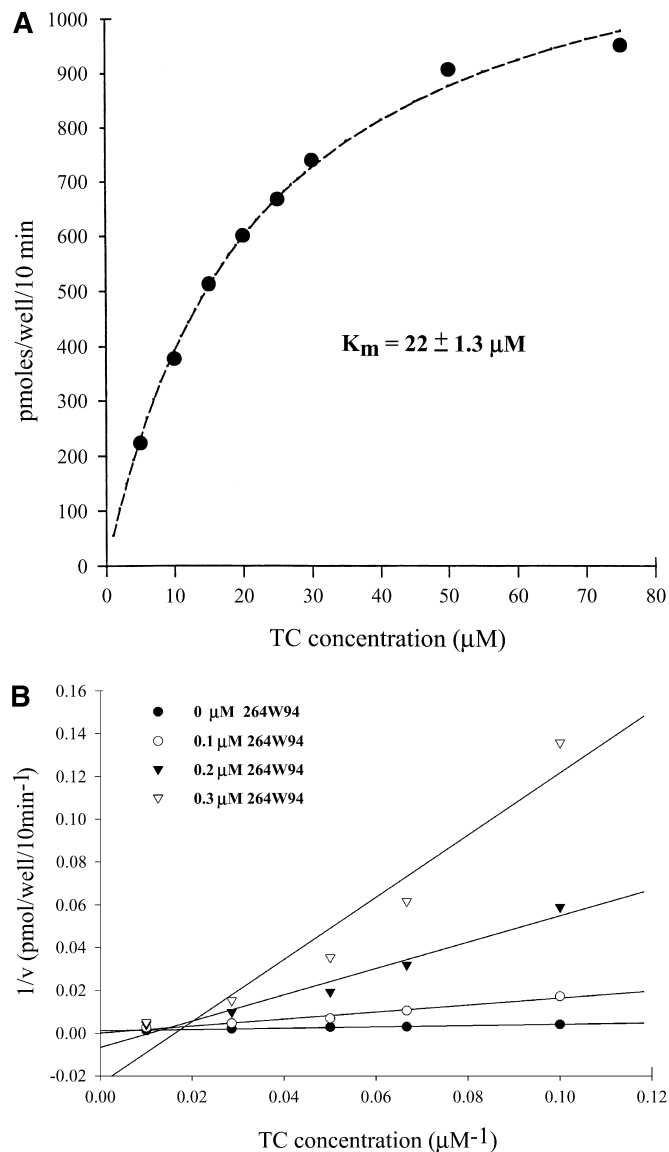 A
1000
900
800
700
600
500
400
300
200
100
0
pmoles/well/10 min
Km = 22 ± 1.3 μM
0 10 20 30 40 50 60 70 80
TC concentration (μM)
B
0.16
0.14
0.12
0.10
0.08
0.06
0.04
0.02
0.00
-0.02
1/v (pmol/well/10min-1)
0 μM 264W94
0.1 μM 264W94
0.2 μM 264W94
0.3 μM 264W94
0.00 0.02 0.04 0.06 0.08 0.10 0.12
TC concentration (μM-1)